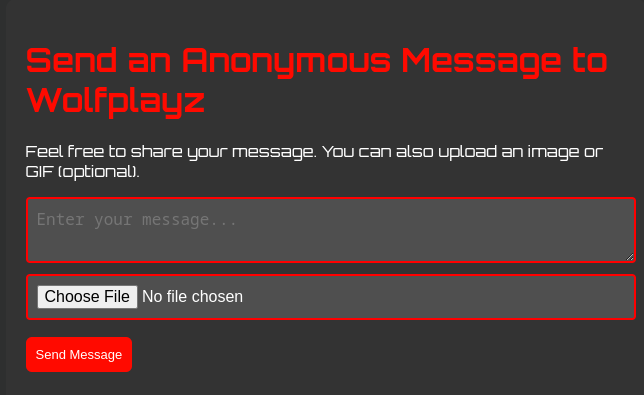 Send an Anonymous Message to
Wolfplayz
Feel free to share your message. You can also upload an image or
GIF (optional).
Enter your message...
Choose File No file chosen
Send Message